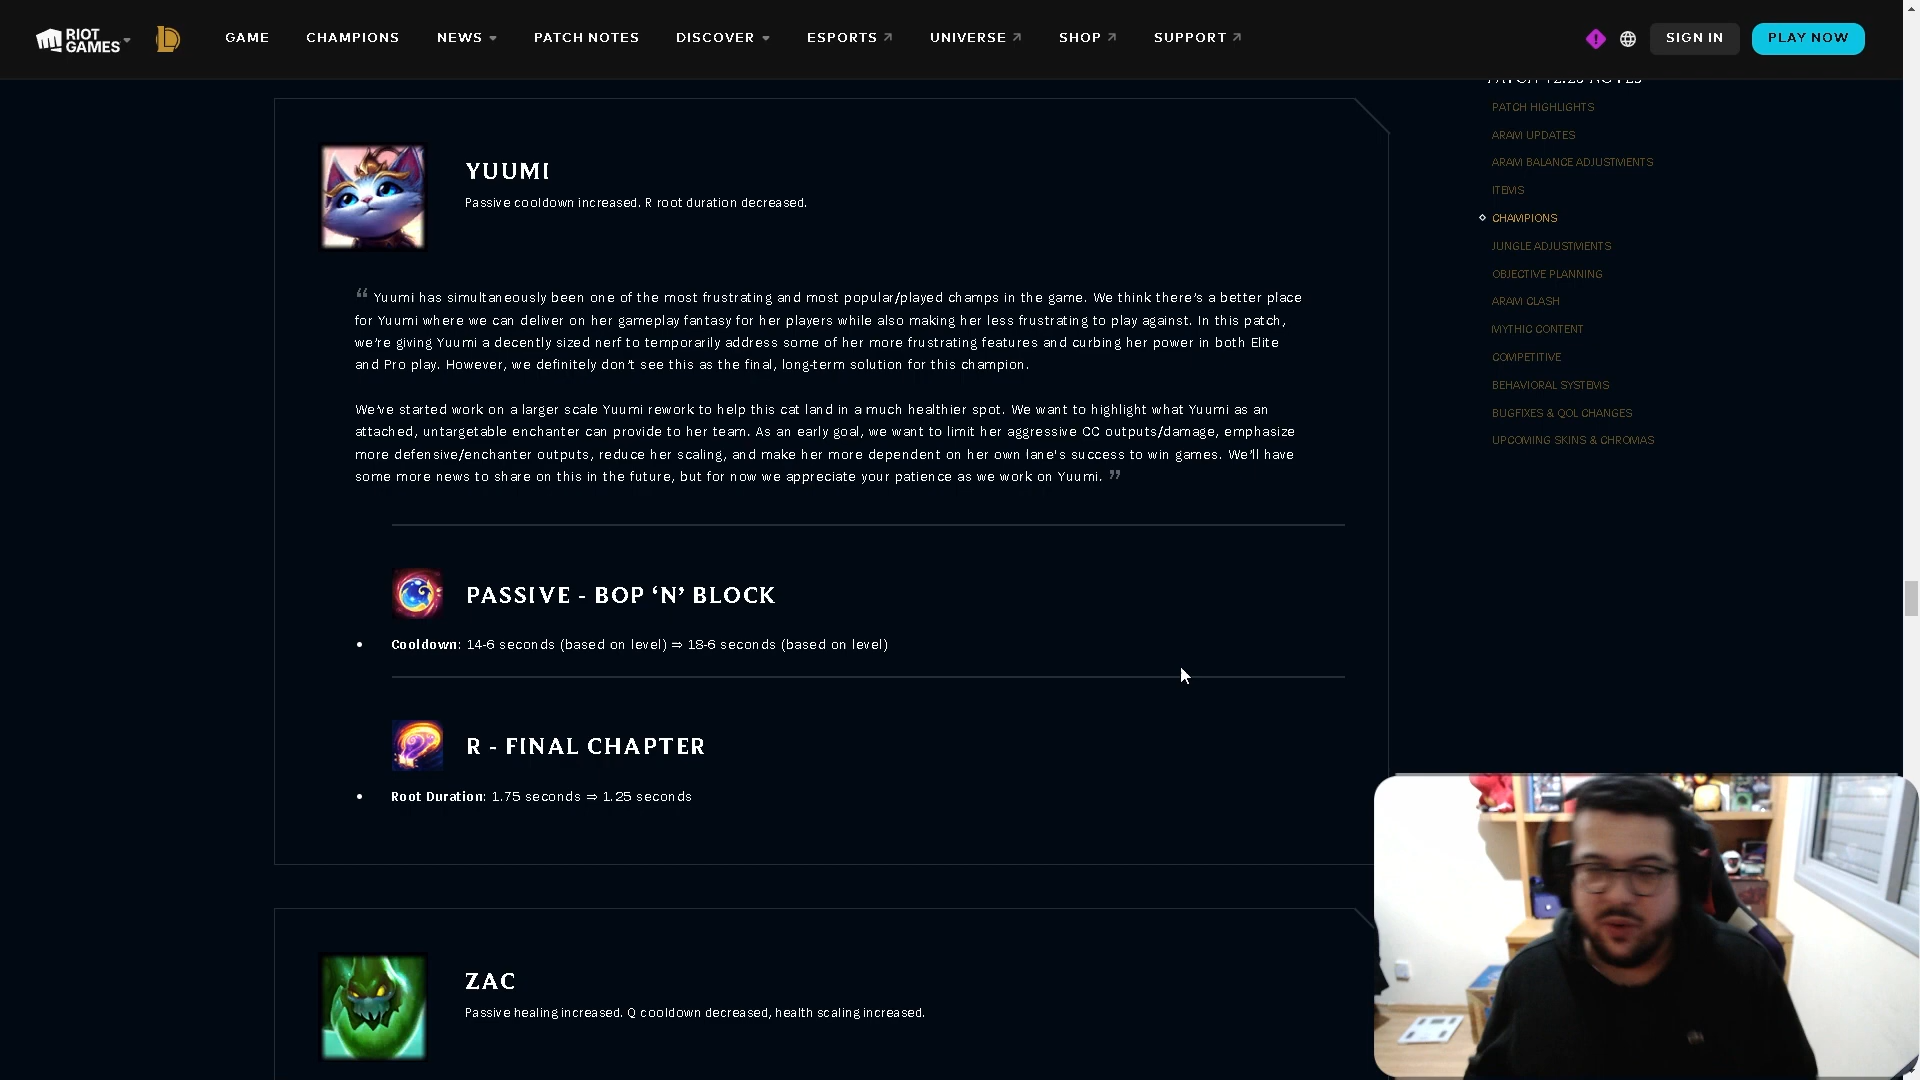 RIOT GAMES
GAME
CHAMPIONS
NEWS
PATCH NOTES
DISCOVER
ESPORTS
UNIVERSE
SHOP
SUPPORT
SIGN IN
PLAY NOW
YUUMI
Passive cooldown increased. R root duration decreased.
“ Yuumi has simultaneously been one of the most frustrating and most popular/played champs in the game. We think there's a better place
for Yuumi where we can deliver on her gameplay fantasy for her players while also making her less frustrating to play against. In this patch,
we're giving Yuumi a decently sized nerf to temporarily address some of her more frustrating features and curbing her power in both Elite
and Pro play. However, we definitely don't see this as the final, long-term solution for this champion.
We've started work on a larger scale Yuumi rework to help this cat land in a much healthier spot. We want to highlight what Yuumi as an
attached, untargetable enchanter can provide to her team. As an early goal, we want to limit her aggressive CC outputs/damage, emphasize
more defensive/enchanter outputs, reduce her scaling, and make her more dependent on her own lane's success to win games. We'll have
some more news to share on this in the future, but for now we appreciate your patience as we work on Yuumi. ”
PASSIVE - BOP ‘N’ BLOCK
• Cooldown: 14-6 seconds (based on level) ⇒ 18-6 seconds (based on level)
R - FINAL CHAPTER
• Root Duration: 1.75 seconds ⇒ 1.25 seconds
ZAC
Passive healing increased. Q cooldown decreased, health scaling increased.
PATCH HIGHLIGHTS
ARAM UPDATES
ARAM BALANCE ADJUSTMENTS
ITEMS
CHAMPIONS
JUNGLE ADJUSTMENTS
OBJECTIVE PLANNING
ARAM CLASH
MYTHIC CONTENT
COMPETITIVE
BEHAVIORAL SYSTEMS
BUGFIXES & QOL CHANGES
UPCOMING SKINS & CHROMAS